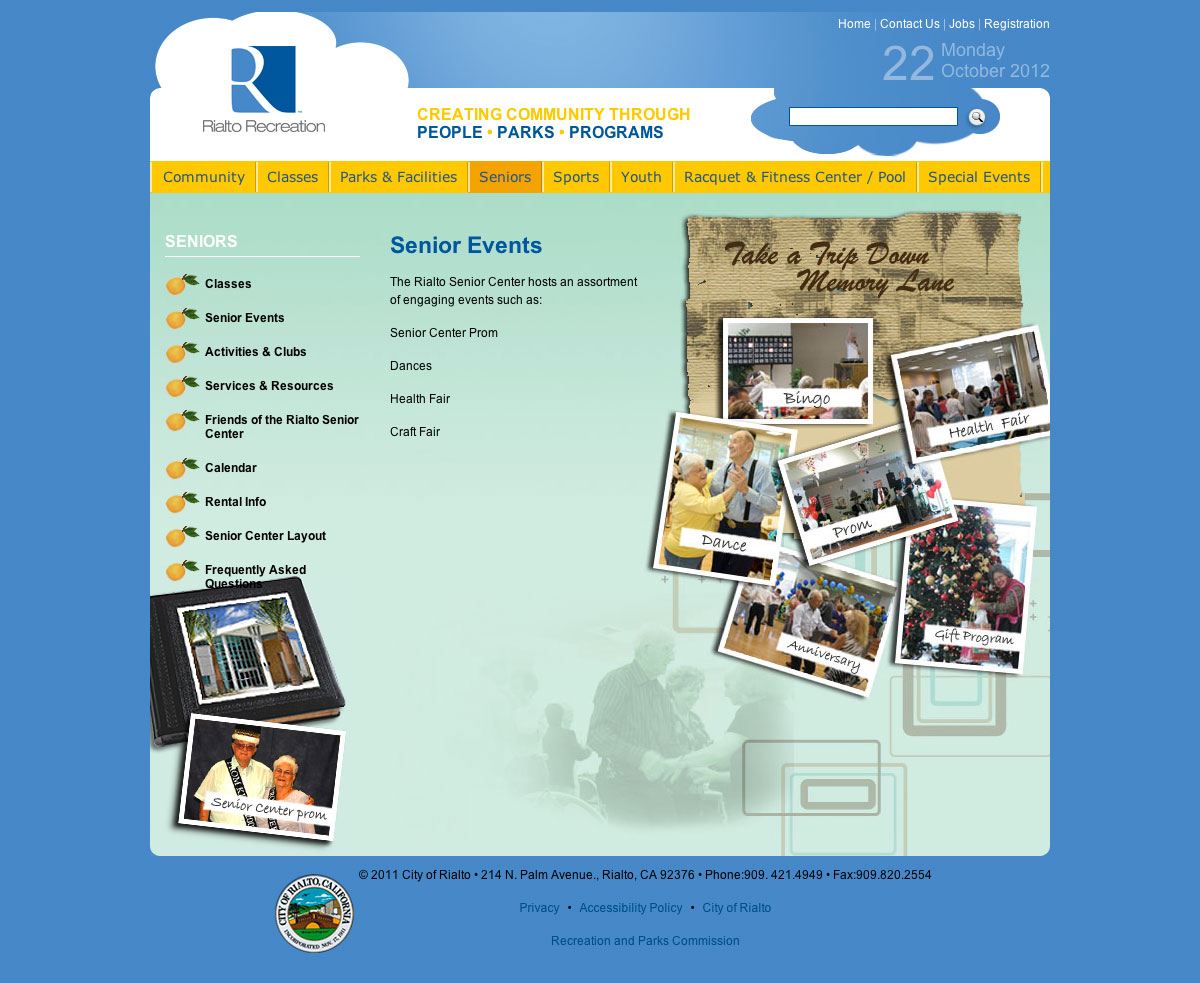 Home | Contact Us | Jobs | Registration
22 Monday
October 2012
R
Rialto Recreation
CREATING COMMUNITY THROUGH
PEOPLE • PARKS • PROGRAMS
Community
Classes
Parks & Facilities
Seniors
Sports
Youth
Racquet & Fitness Center / Pool
Special Events
SENIORS
Classes
Senior Events
Activities & Clubs
Services & Resources
Friends of the Rialto Senior
Center
Calendar
Rental Info
Senior Center Layout
Frequently Asked
Questions
Senior Center prom
Senior Events
The Rialto Senior Center hosts an assortment
of engaging events such as:
Senior Center Prom
Dances
Health Fair
Craft Fair
Take a Trip Down
Memory Lane
Bingo
Health Fair
Dance
Prom
Anniversary
Gift Program
CITY OF RIALTO, CALIFORNIA
INCORPORATED NOV. 17, 1911
© 2011 City of Rialto • 214 N. Palm Avenue., Rialto, CA 92376 • Phone:909. 421.4949 • Fax:909.820.2554
Privacy • Accessibility Policy • City of Rialto
Recreation and Parks Commission